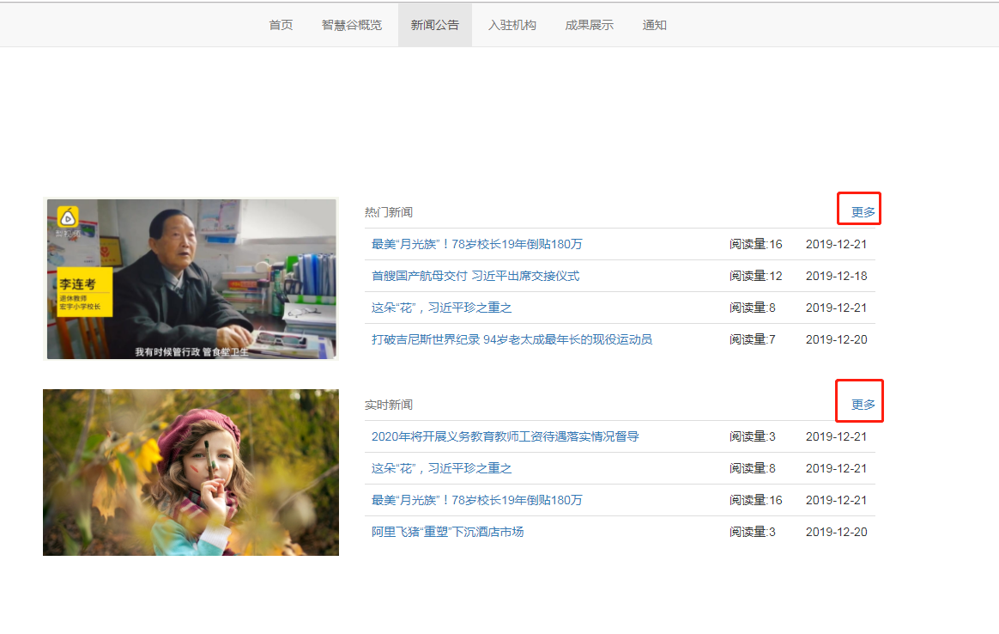 首页 智慧谷概览 新闻公告 入驻机构 成果展示 通知
李连考
退休教师
宏宇小学校长
我有时候管行政 管食堂卫生
热门新闻 更多
最美“月光族”！78岁校长19年倒贴180万 阅读量:16 2019-12-21
首艘国产航母交付 习近平出席交接仪式 阅读量:12 2019-12-18
这朵“花”，习近平珍之重之 阅读量:8 2019-12-21
打破吉尼斯世界纪录 94岁老太成最年长的现役运动员 阅读量:7 2019-12-20
实时新闻 更多
2020年将开展义务教育教师工资待遇落实情况督导 阅读量:3 2019-12-21
这朵“花”，习近平珍之重之 阅读量:8 2019-12-21
最美“月光族”！78岁校长19年倒贴180万 阅读量:16 2019-12-21
阿里飞猪“重塑”下沉酒店市场 阅读量:3 2019-12-20